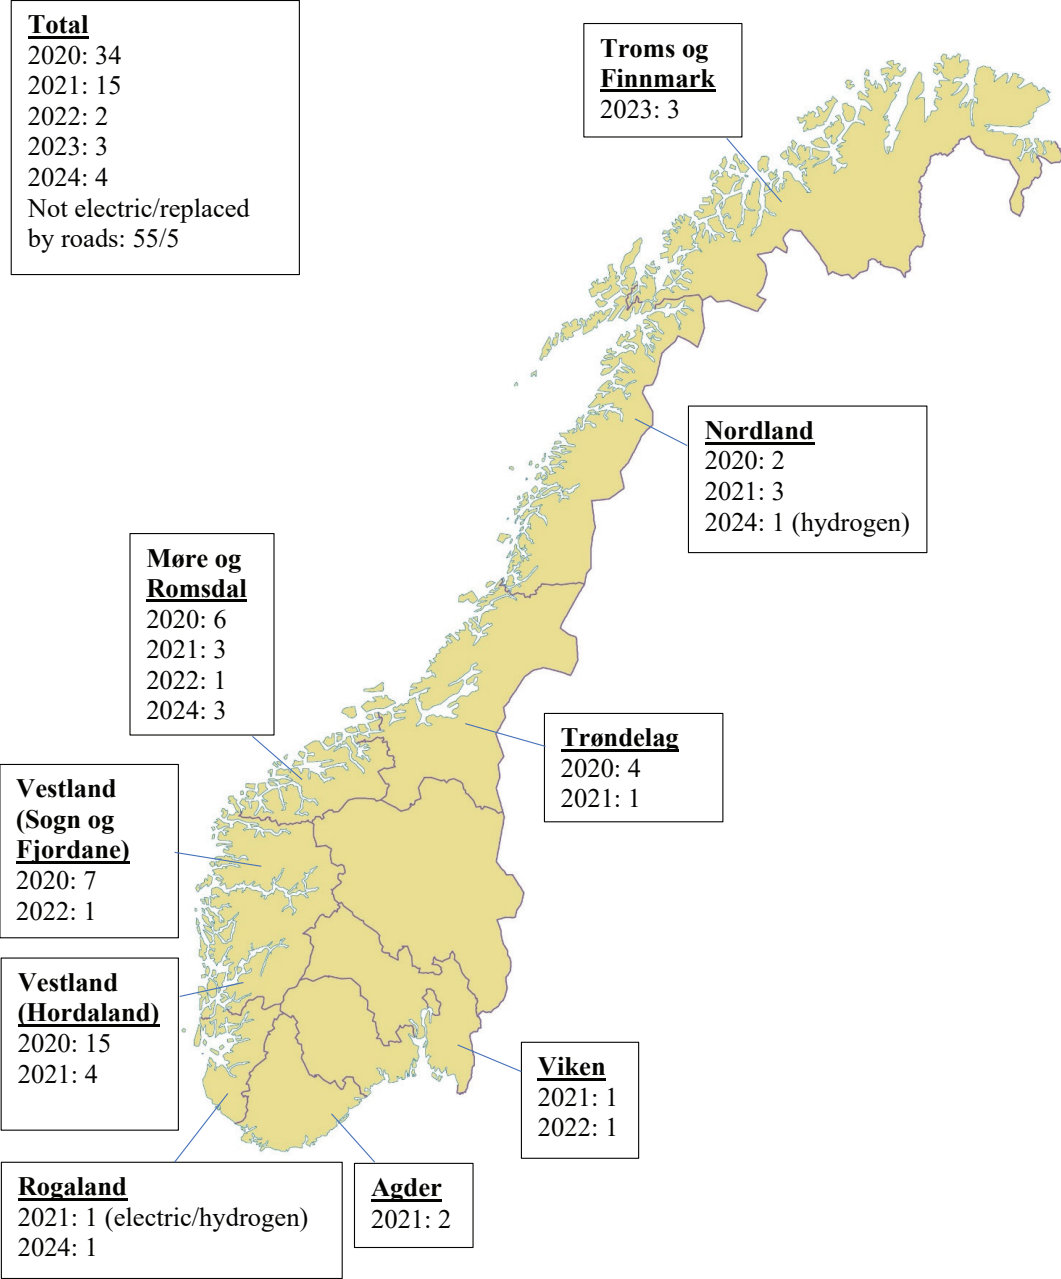 Total
2020: 34
2021: 15
2022: 2
2023: 3
2024: 4
Not electric/replaced
by roads: 55/5
Troms og
Finnmark
2023: 3
Nordland
2020: 2
2021: 3
2024: 1 (hydrogen)
Møre og
Romsdal
2020: 6
2021: 3
2022: 1
2024: 3
Trøndelag
2020: 4
2021: 1
Vestland
(Sogn og
Fjordane)
2020: 7
2022: 1
Vestland
(Hordaland)
2020: 15
2021: 4
Viken
2021: 1
2022: 1
Rogaland
2021: 1 (electric/hydrogen)
2024: 1
Agder
2021: 2